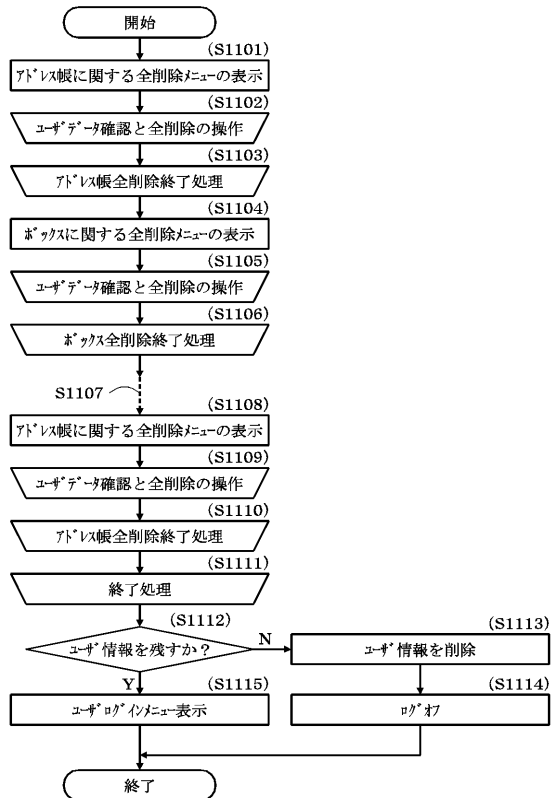 開始
(S1101)
ｱﾄﾞﾚｽ帳に関する全削除ﾒﾆｭｰの表示
(S1102)
ﾕｰｻﾞﾃﾞｰﾀ確認と全削除の操作
(S1103)
ｱﾄﾞﾚｽ帳全削除終了処理
(S1104)
ﾎﾞｯｸｽに関する全削除ﾒﾆｭｰの表示
(S1105)
ﾕｰｻﾞﾃﾞｰﾀ確認と全削除の操作
(S1106)
ﾎﾞｯｸｽ全削除終了処理
S1107
(S1108)
ｱﾄﾞﾚｽ帳に関する全削除ﾒﾆｭｰの表示
(S1109)
ﾕｰｻﾞﾃﾞｰﾀ確認と全削除の操作
(S1110)
ｱﾄﾞﾚｽ帳全削除終了処理
(S1111)
終了処理
(S1112)
ﾕｰｻﾞ情報を残すか？
N
(S1113)
ﾕｰｻﾞ情報を削除
Y
(S1115)
ﾕｰｻﾞﾛｸﾞｲﾝﾒﾆｭｰ表示
(S1114)
ﾛｸﾞｵﾌ
終了